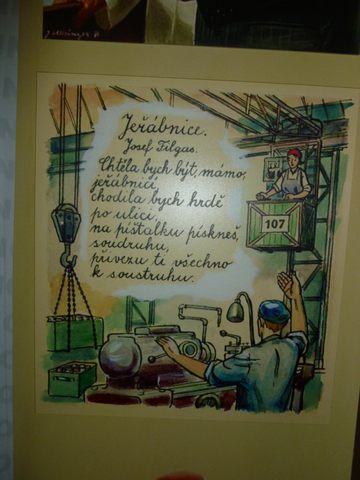 Jeřábnice.
Josef Filgas.
Chtěla bych být, mámo,
jeřábnicí,
chodila bych hrdě
po ulici,
na píšťalku pískneš,
soudruhu,
přivezu ti všechno
k soustruhu.
107